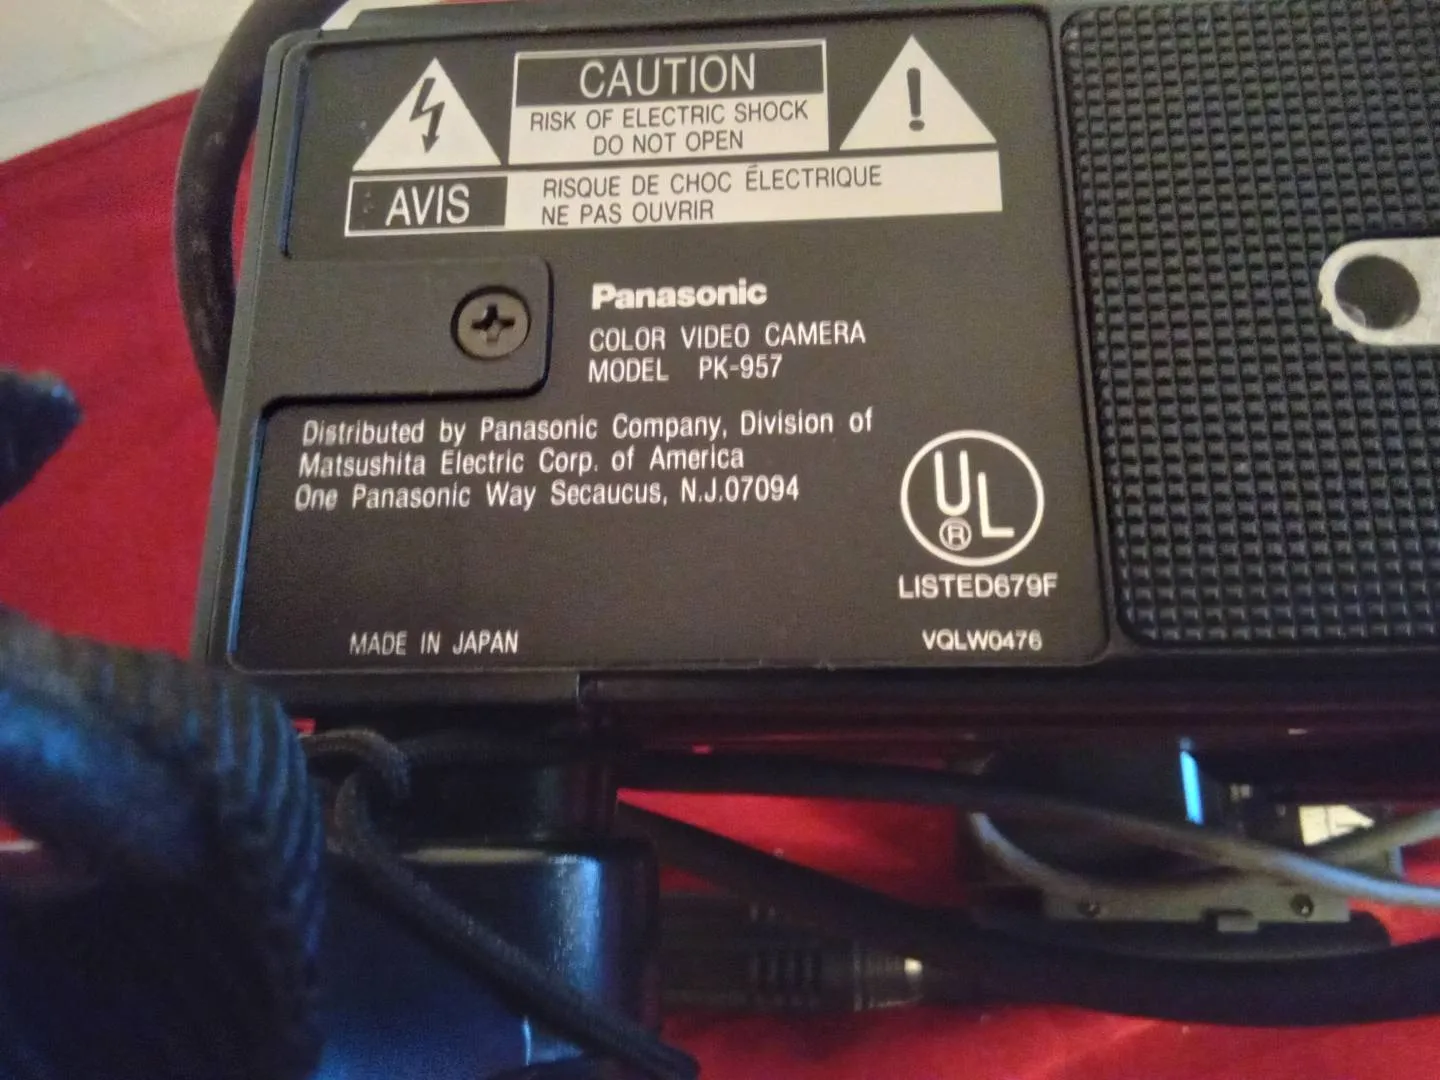 CAUTION
RISK OF ELECTRIC SHOCK
DO NOT OPEN
AVIS
RISQUE DE CHOC ÉLECTRIQUE
NE PAS OUVRIR
Panasonic
COLOR VIDEO CAMERA
MODEL PK-957
Distributed by Panasonic Company, Division of
Matsushita Electric Corp. of America
One Panasonic Way Secaucus, N.J.07094
UL
®
LISTED679F
MADE IN JAPAN
VQLW0476